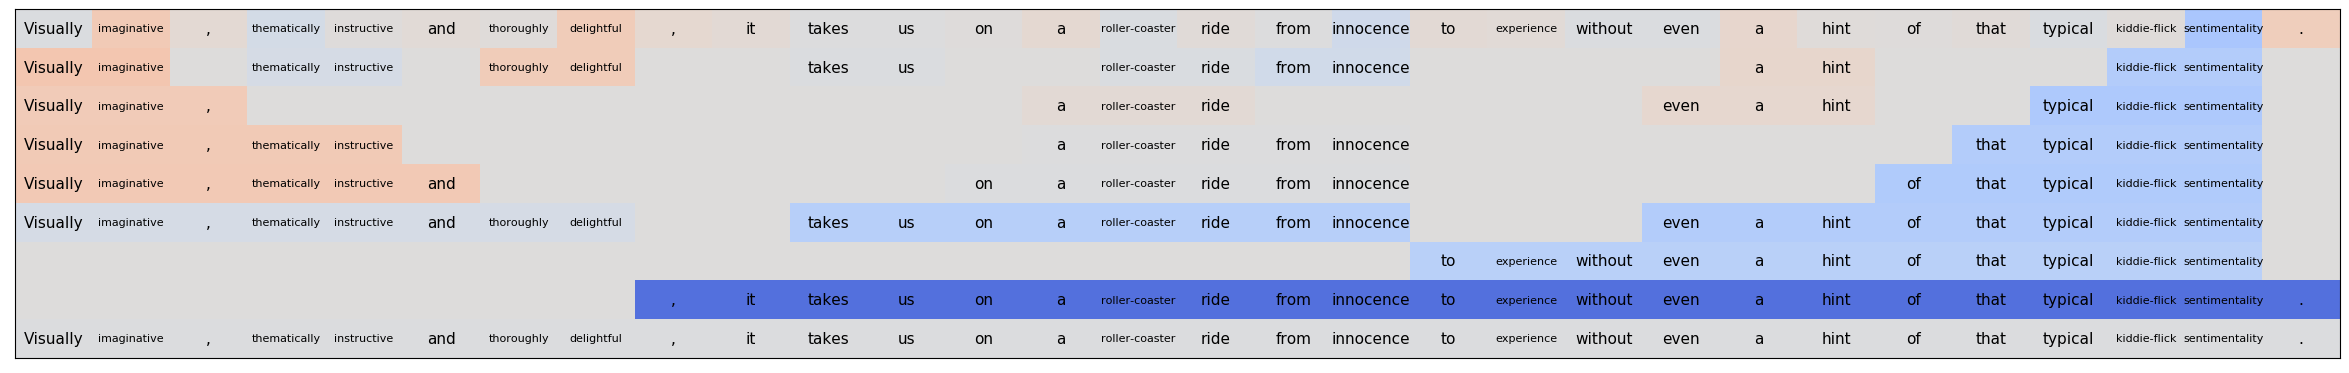 Visually imaginative , thematically instructive and thoroughly delightful , it takes us on a roller-coaster ride from innocence to experience without even a hint of that typical kiddie-flick sentimentality .
Visually imaginative thematically instructive thoroughly delightful takes us roller-coaster ride from innocence a hint kiddie-flick sentimentality
Visually imaginative , a roller-coaster ride even a hint typical kiddie-flick sentimentality
Visually imaginative , thematically instructive a roller-coaster ride from innocence that typical kiddie-flick sentimentality
Visually imaginative , thematically instructive and on a roller-coaster ride from innocence of that typical kiddie-flick sentimentality
Visually imaginative , thematically instructive and thoroughly delightful takes us on a roller-coaster ride from innocence even a hint of that typical kiddie-flick sentimentality
to experience without even a hint of that typical kiddie-flick sentimentality
, it takes us on a roller-coaster ride from innocence to experience without even a hint of that typical kiddie-flick sentimentality .
Visually imaginative , thematically instructive and thoroughly delightful , it takes us on a roller-coaster ride from innocence to experience without even a hint of that typical kiddie-flick sentimentality .